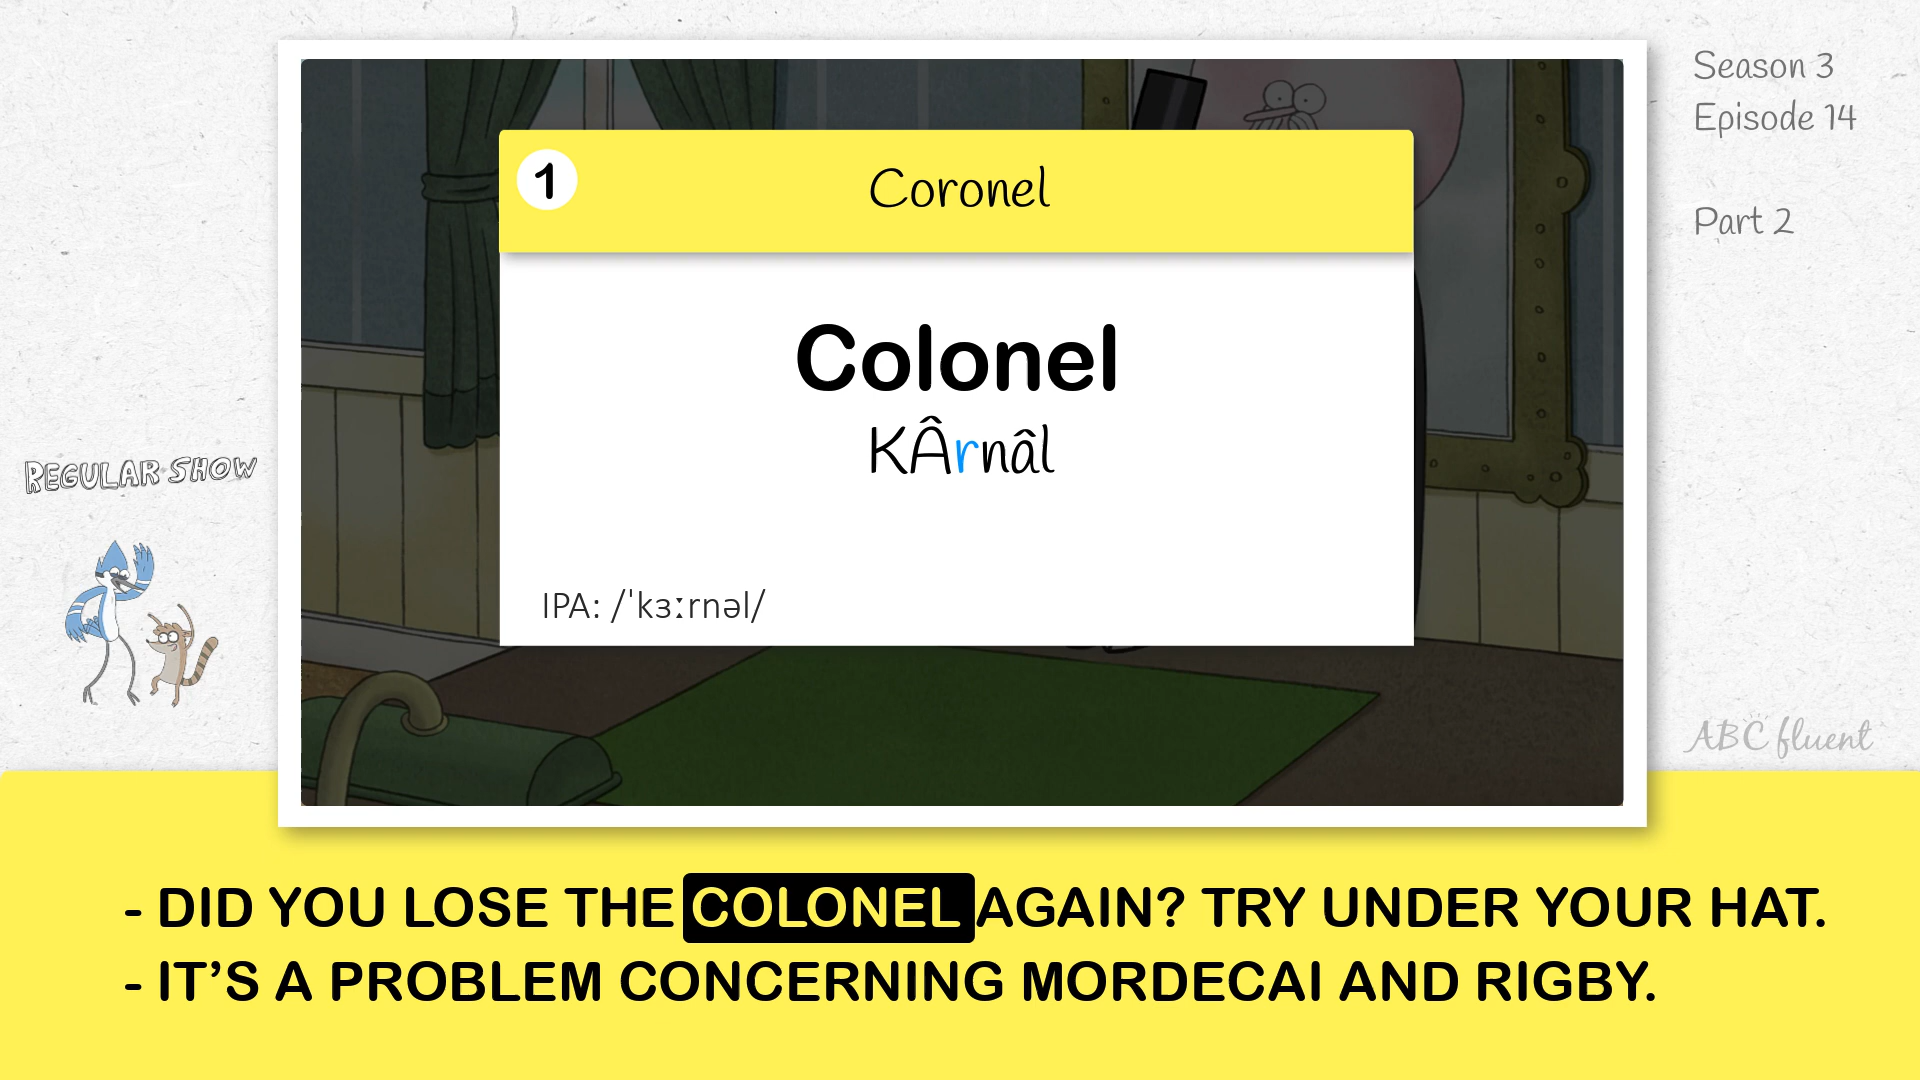 Season 3
Episode 14
Part 2
1
Coronel
Colonel
KÂrnâl
IPA: /ˈkɜːrnəl/
REGULAR SHOW
ABC fluent
- DID YOU LOSE THE COLONEL AGAIN? TRY UNDER YOUR HAT.
- IT’S A PROBLEM CONCERNING MORDECAI AND RIGBY.